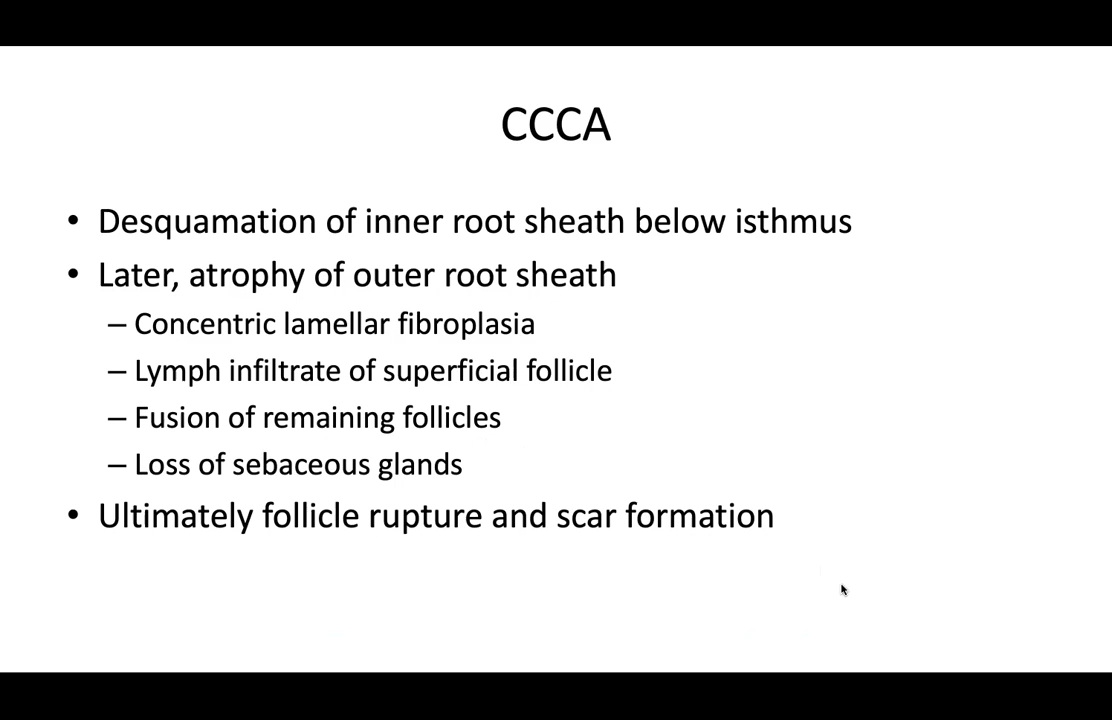 CCCA
• Desquamation of inner root sheath below isthmus
• Later, atrophy of outer root sheath
– Concentric lamellar fibroplasia
– Lymph infiltrate of superficial follicle
– Fusion of remaining follicles
– Loss of sebaceous glands
• Ultimately follicle rupture and scar formation